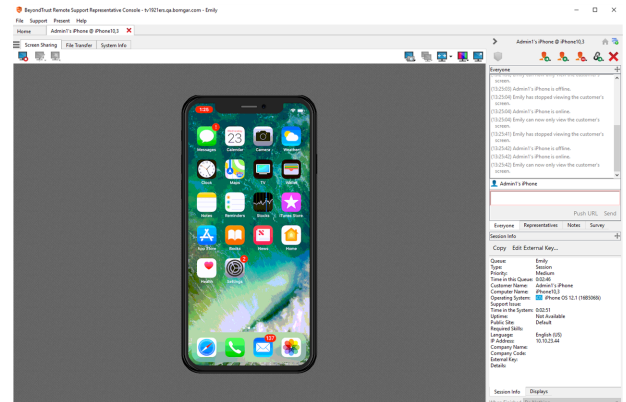 BeyondTrust Remote Support Representative Console - tv1921ers.qa.bomgar.com - Emily
File Support Present Help
Home Admin1's iPhone @ iPhone10,3
Screen Sharing File Transfer System Info
Admin1's iPhone @ iPhone10,3
Everyone
screen.
(13:25:03) Admin1's iPhone is offline.
(13:25:04) Emily has stopped viewing the customer's
screen.
(13:25:04) Admin1's iPhone is online.
(13:25:04) Emily can now only view the customer's
screen.
(13:25:41) Emily has stopped viewing the customer's
screen.
(13:25:42) Admin1's iPhone is offline.
(13:25:42) Admin1's iPhone is online.
(13:25:42) Emily can now only view the customer's
screen.
Admin1's iPhone
Push URL Send
Everyone Representatives Notes Survey
Session Info
Copy Edit External Key...
Queue: Emily
Type: Session
Priority: Medium
Time in this Queue: 0:02:46
Customer Name: Admin1's iPhone
Computer Name: iPhone10,3
Operating System: iOS iPhone OS 12.1 (16B5068i)
Support Issue:
Time in the System: 0:02:51
Uptime: Not Available
Public Site: Default
Required Skills:
Language: English (US)
IP Address: 10.10.23.44
Company Name:
Company Code:
External Key:
Details:
Session Info Displays
1:25
1
23
Messages Calendar Camera Weather
Clock Maps TV Wallet
Notes Reminders Stocks iTunes Store
App Store Books News Home
2
Health Settings
137